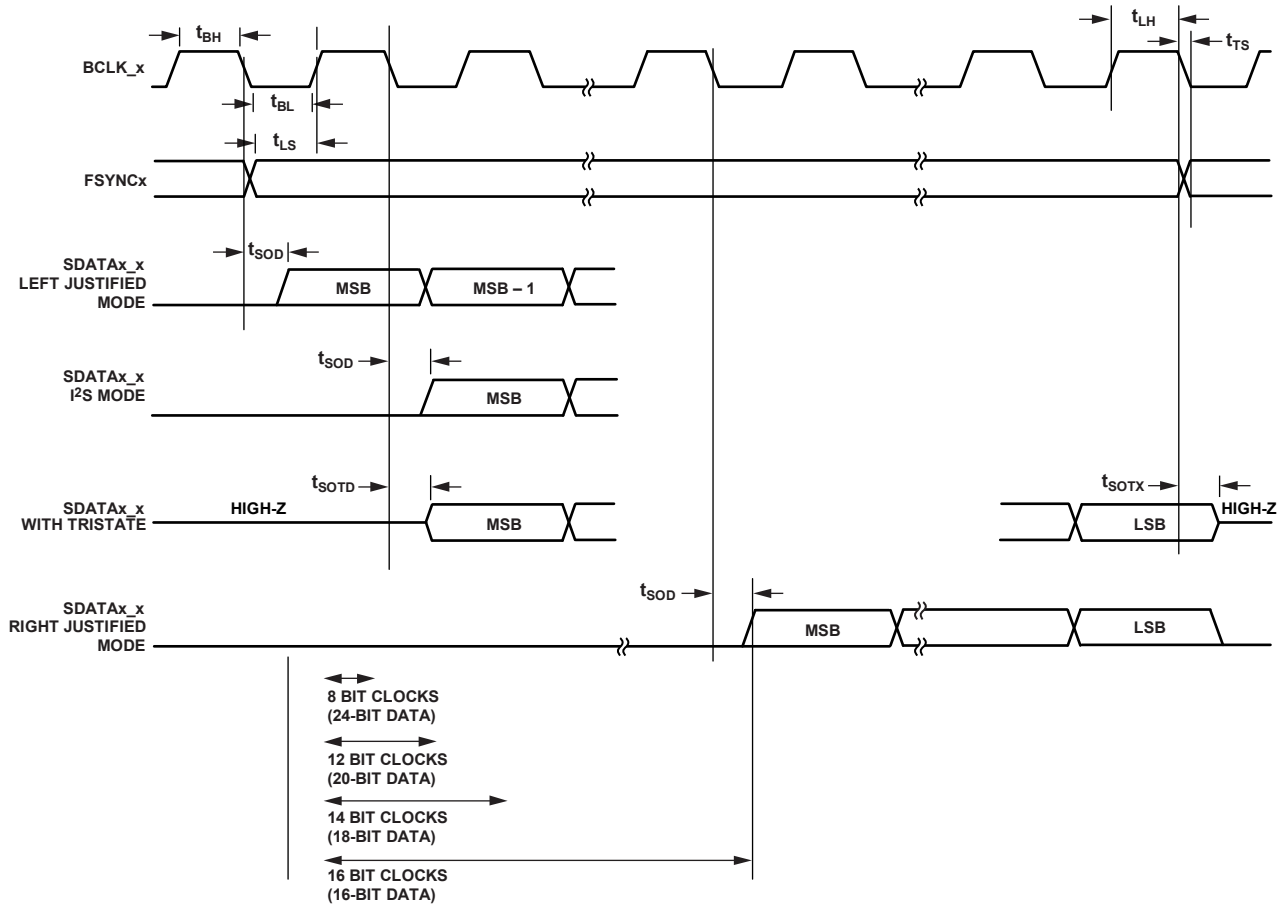 tBH
tLH
tTS
BCLK_x
tBL
tLS
FSYNCx
tSOD
SDATAx_x
LEFT JUSTIFIED
MODE
MSB
MSB – 1
tSOD
SDATAx_x
I2S MODE
MSB
tSOTD
tSOTX
HIGH-Z
HIGH-Z
SDATAx_x
WITH TRISTATE
MSB
LSB
tSOD
SDATAx_x
RIGHT JUSTIFIED
MODE
MSB
LSB
8 BIT CLOCKS
(24-BIT DATA)
12 BIT CLOCKS
(20-BIT DATA)
14 BIT CLOCKS
(18-BIT DATA)
16 BIT CLOCKS
(16-BIT DATA)